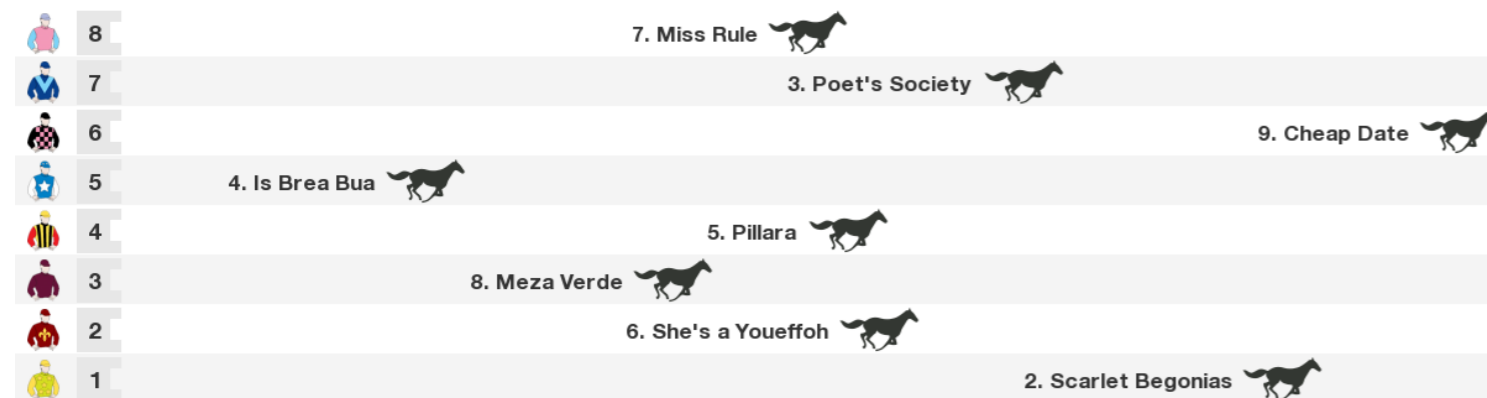 8 7. Miss Rule
7 3. Poet's Society
6 9. Cheap Date
5 4. Is Brea Bua
4 5. Pillara
3 8. Meza Verde
2 6. She's a Youeffoh
1 2. Scarlet Begonias